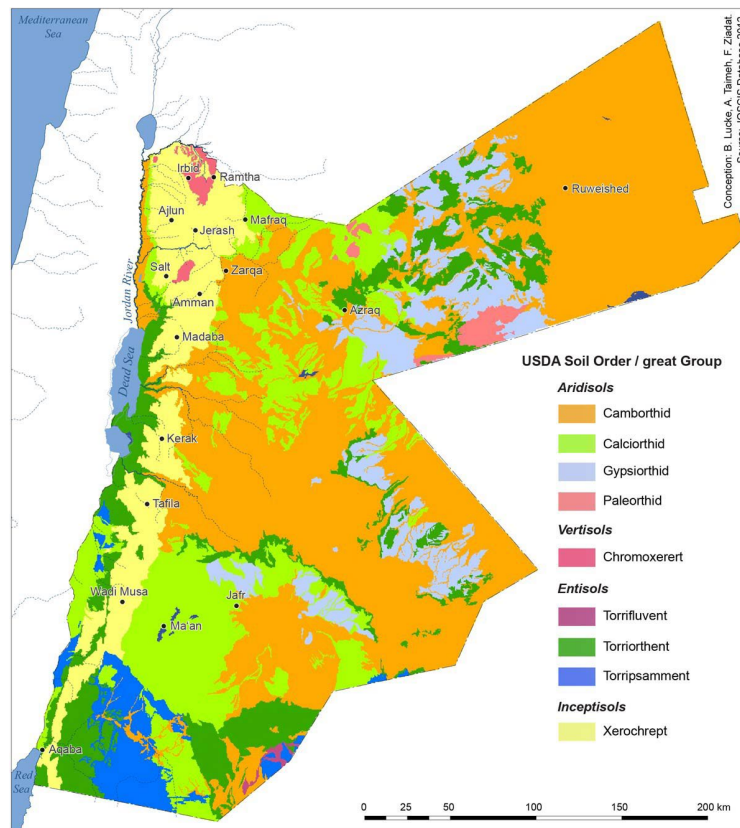 Mediterranean
Sea
Conception: B. Lucke, A. Taimeh, F. Ziadat.
Irbid
Ramtha
Ruweished
Ajlun
Mafraq
Jerash
Jordan River
Salt
Zarqa
Amman
Azraq
Madaba
Dead Sea
USDA Soil Order / great Group
Aridisols
Camborthid
Calciorthid
Gypsiorthid
Paleorthid
Kerak
Tafila
Vertisols
Chromoxerert
Wadi Musa
Jafr
Ma'an
Entisols
Torrifluvent
Torriorthent
Torripsamment
Inceptisols
Xerochrept
Aqaba
Red
Sea
0 25 50 100 150 200 km